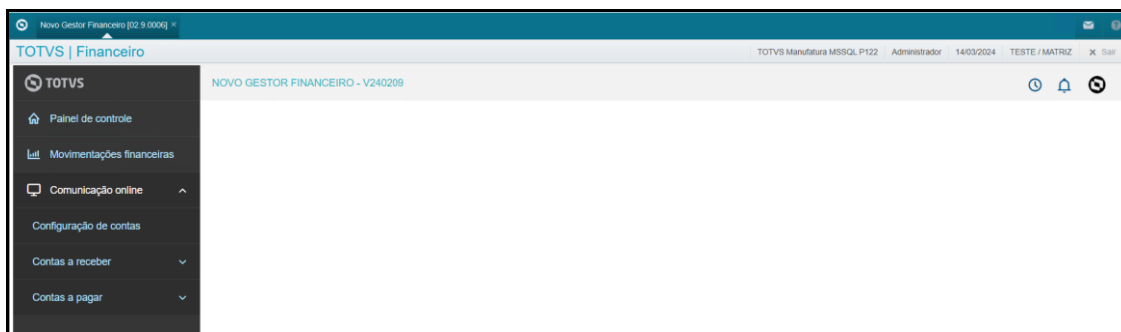 Novo Gestor Financeiro [02.9.0006] ×
TOTVS | Financeiro
TOTVS Manufatura MSSQL P122 Administrador 14/03/2024 TESTE / MATRIZ × Sair
TOTVS
NOVO GESTOR FINANCEIRO - V240209
Painel de controle
Movimentações financeiras
Comunicação online
Configuração de contas
Contas a receber
Contas a pagar